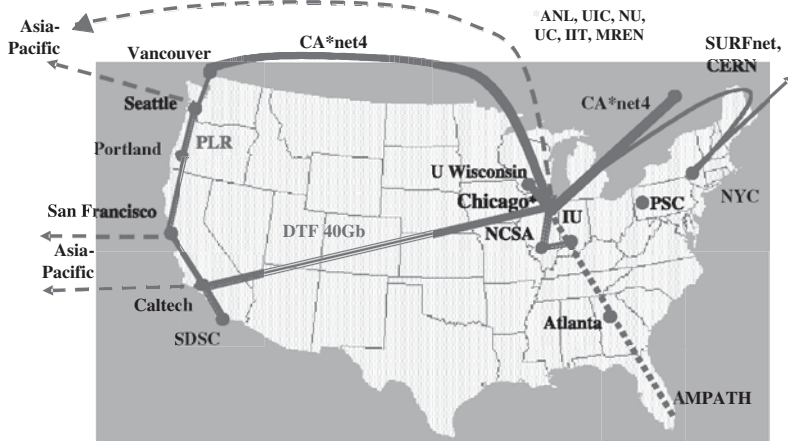 *ANL, UIC, NU,
UC, IIT, MREN
Asia-
Pacific
Vancouver
CA*net4
SURFnet,
CERN
Seattle
CA*net4
Portland
PLR
U Wisconsin
Chicago*
PSC
NYC
San Francisco
IU
DTF 40Gb
NCSA
Asia-
Pacific
Caltech
Atlanta
SDSC
AMPATH